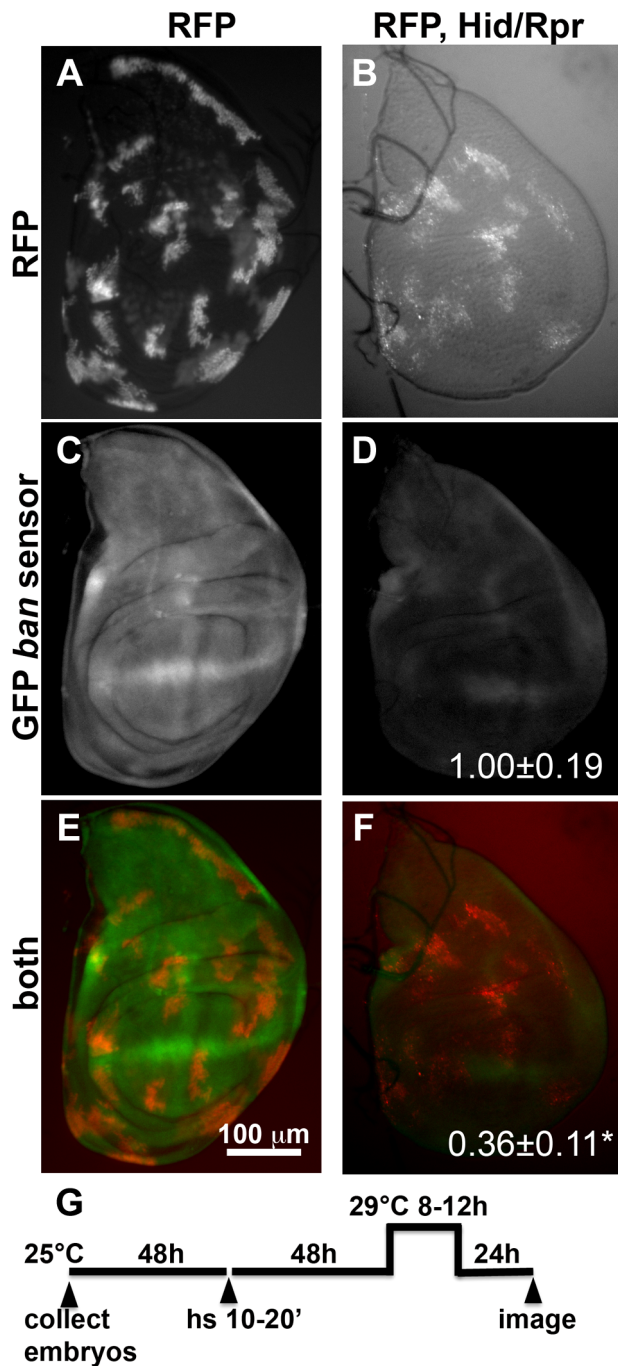 RFP RFP, Hid/Rpr
A B
RFP
C D
GFP ban sensor
1.00±0.19
E F
both
100 μm
0.36±0.11*
G
29°C 8-12h
25°C 48h 48h 24h
collect embryos hs 10-20' image